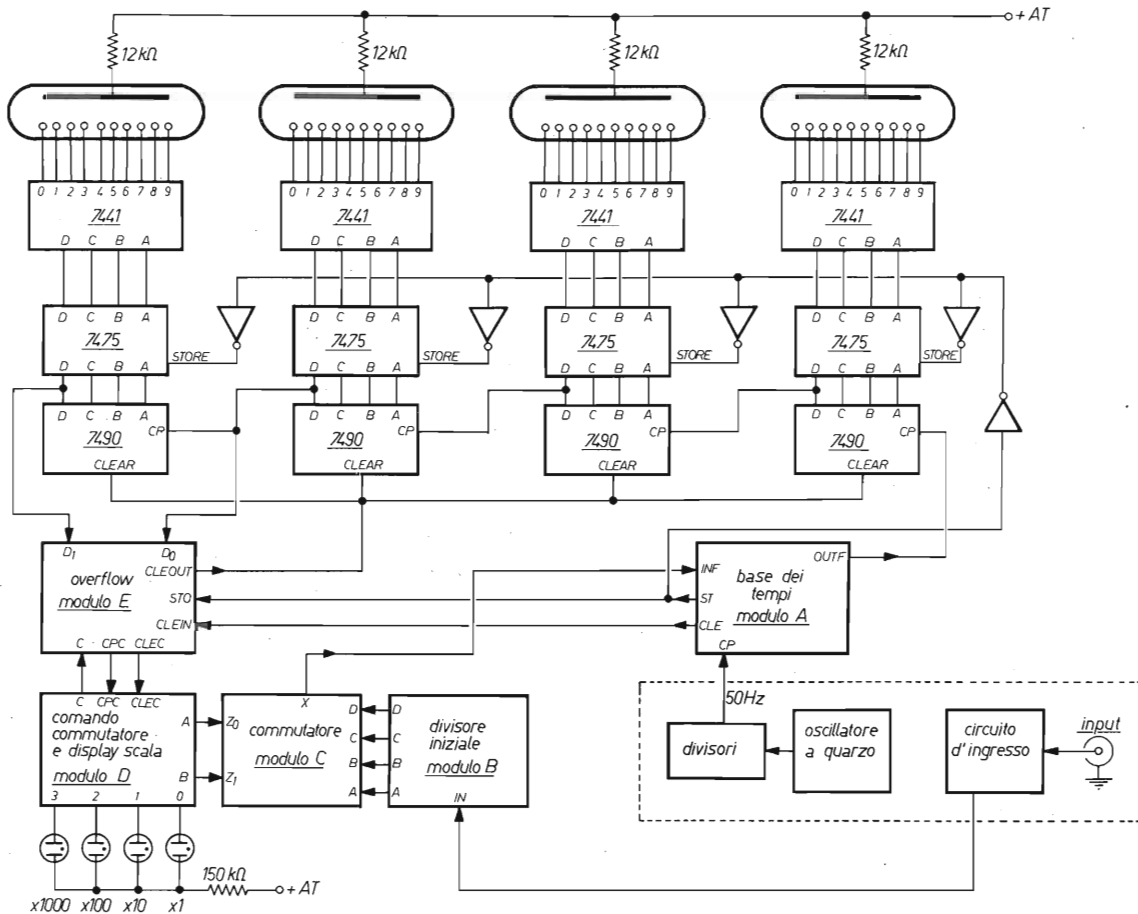 + AT
12kΩ 12kΩ 12kΩ 12kΩ
0 1 2 3 4 5 6 7 8 9 0 1 2 3 4 5 6 7 8 9 0 1 2 3 4 5 6 7 8 9 0 1 2 3 4 5 6 7 8 9
7441 7441 7441 7441
D C B A D C B A D C B A D C B A
D C B A D C B A D C B A D C B A
7475 7475 7475 7475
STORE STORE STORE STORE
D C B A D C B A D C B A D C B A
D C B A D C B A D C B A D C B A
CP CP CP CP
7490 7490 7490 7490
CLEAR CLEAR CLEAR CLEAR
D1 D0
CLEOUT
overflow
modulo E
STO
CLEIN
C CPC CLEC
OUTF
INF
base dei
tempi
modulo A
ST
CLE
CP
C CPC CLEC
comando
commutatore
e display scala
modulo D
A
B
3 2 1 0
X
Z0
Z1
commutatore
modulo C
D
C
B
A
D
C
B
A
divisore
iniziale
modulo B
IN
50Hz
divisori
oscillatore
a quarzo
circuito
d'ingresso
input
150 kΩ
+ AT
x1000 x100 x10 x1